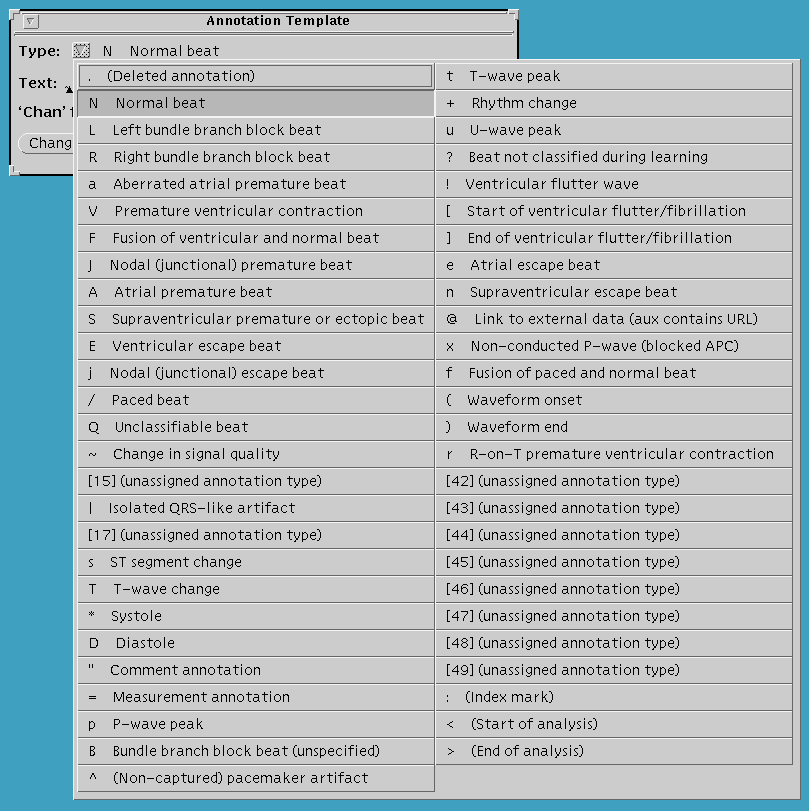 Annotation Template
Type: N Normal beat
Text:
'Chan'
Chang
. (Deleted annotation)
N Normal beat
L Left bundle branch block beat
R Right bundle branch block beat
a Aberrated atrial premature beat
V Premature ventricular contraction
F Fusion of ventricular and normal beat
J Nodal (junctional) premature beat
A Atrial premature beat
S Supraventricular premature or ectopic beat
E Ventricular escape beat
j Nodal (junctional) escape beat
/ Paced beat
Q Unclassifiable beat
~ Change in signal quality
[15] (unassigned annotation type)
| Isolated QRS-like artifact
[17] (unassigned annotation type)
s ST segment change
T T-wave change
* Systole
D Diastole
" Comment annotation
= Measurement annotation
p P-wave peak
B Bundle branch block beat (unspecified)
^ (Non-captured) pacemaker artifact
t T-wave peak
+ Rhythm change
u U-wave peak
? Beat not classified during learning
! Ventricular flutter wave
[ Start of ventricular flutter/fibrillation
] End of ventricular flutter/fibrillation
e Atrial escape beat
n Supraventricular escape beat
@ Link to external data (aux contains URL)
x Non-conducted P-wave (blocked APC)
f Fusion of paced and normal beat
( Waveform onset
) Waveform end
r R-on-T premature ventricular contraction
[42] (unassigned annotation type)
[43] (unassigned annotation type)
[44] (unassigned annotation type)
[45] (unassigned annotation type)
[46] (unassigned annotation type)
[47] (unassigned annotation type)
[48] (unassigned annotation type)
[49] (unassigned annotation type)
: (Index mark)
< (Start of analysis)
> (End of analysis)